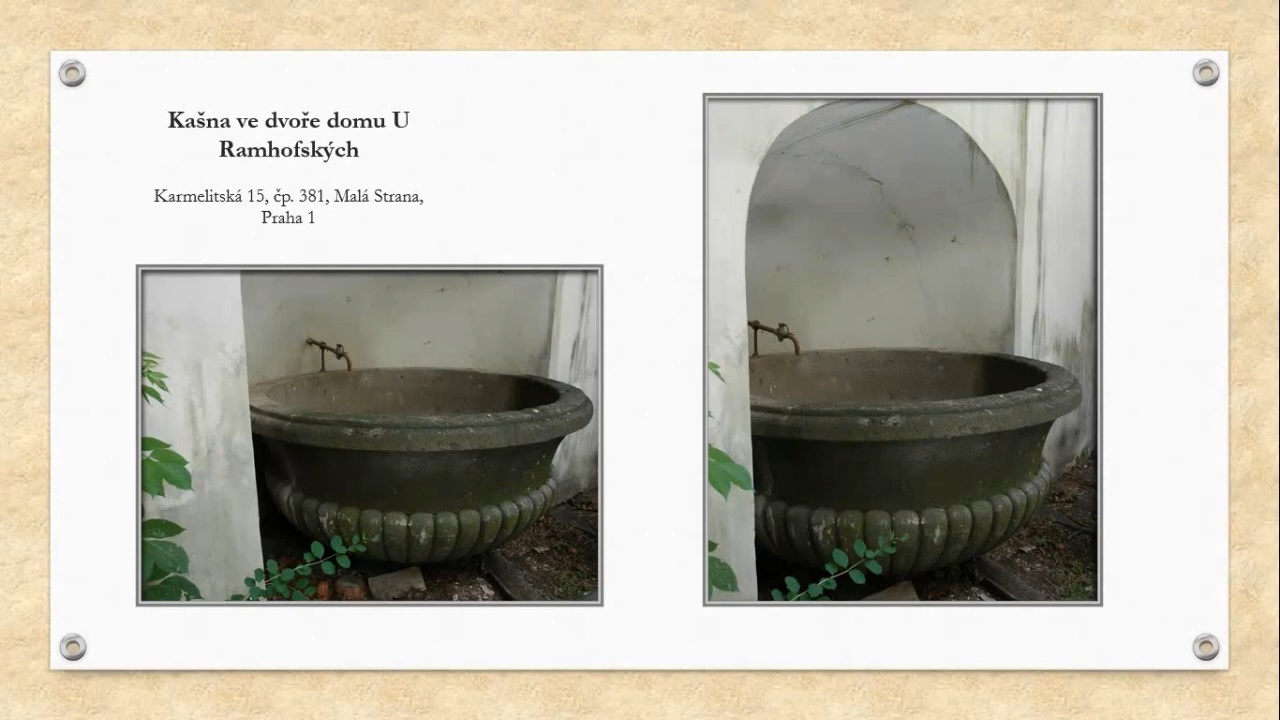 Kašna ve dvoře domu U
Ramhofských
Karmelitská 15, čp. 381, Malá Strana,
Praha 1